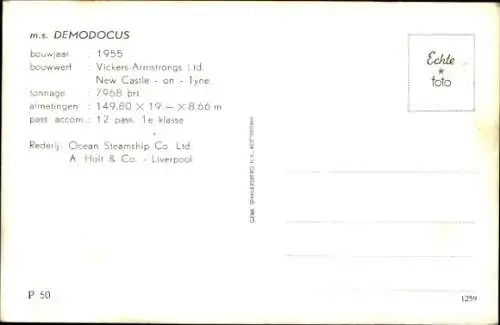 m.s. DEMODOCUS
bouwjaar : 1955
bouwwerf : Vickers-Armstrongs Ltd.
New Castle - on - Tyne
tonnage : 7968 brt.
afmetingen : 149.80 X 19.— X 8.66 m
pass accom.: 12 pass. 1e klasse
Rederij: Ocean Steamship Co. Ltd.
A. Holt & Co. - Liverpool
P 50
Echte
*
foto
1259